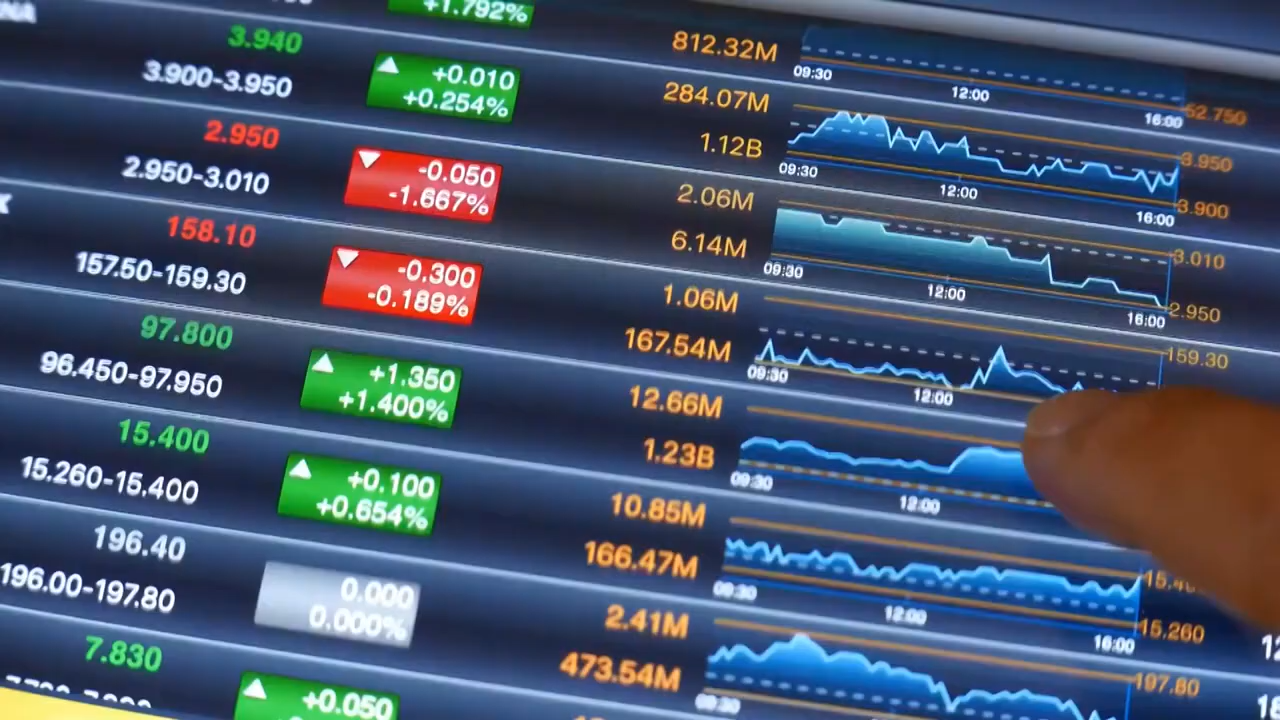 +1.792%
812.32M
09:30 12:00 16:00
52.750
3.940
3.900-3.950
+0.010
+0.254%
284.07M
1.12B
3.950
09:30 12:00 16:00
3.900
2.950
2.950-3.010
-0.050
-1.667%
2.06M
6.14M
3.010
09:30 12:00 16:00
2.950
158.10
157.50-159.30
-0.300
-0.189%
1.06M
167.54M
159.30
09:30 12:00
97.800
96.450-97.950
+1.350
+1.400%
12.66M
1.23B
09:30 12:00
15.400
15.260-15.400
+0.100
+0.654%
10.85M
166.47M
09:30 12:00 16:00
15.260
196.40
196.00-197.80
0.000
0.000%
2.41M
473.54M
197.80
09:30
7.830
+0.050